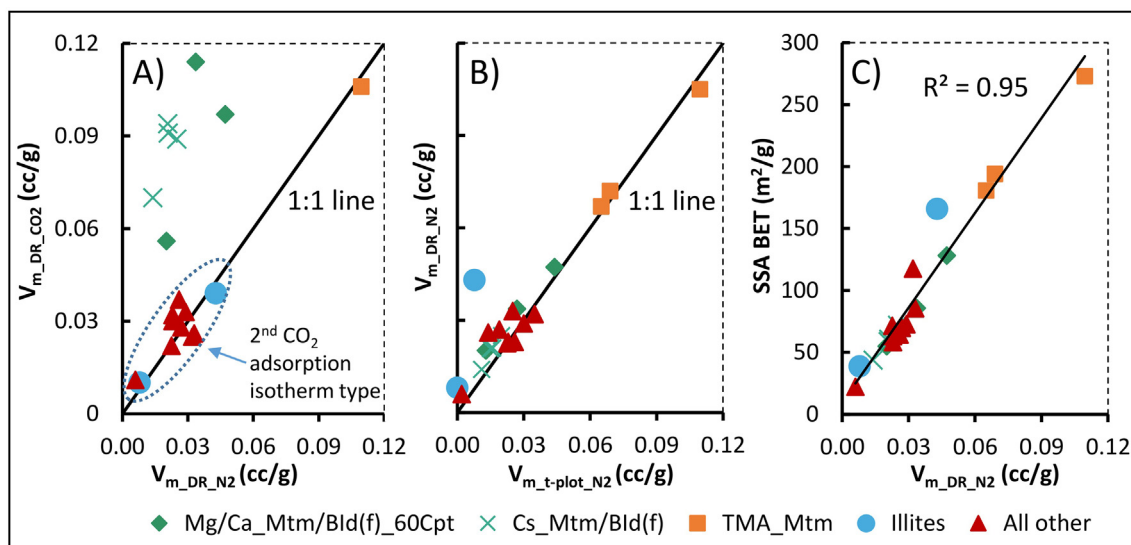 A)
0.12
0.09
0.06
0.03
0
V_m_DR_CO2 (cc/g)
1:1 line
2nd CO2
adsorption
isotherm type
0.00 0.03 0.06 0.09 0.12
V_m_DR_N2 (cc/g)
B)
V_m_DR_N2 (cc/g)
1:1 line
0.00 0.03 0.06 0.09 0.12
V_m_t-plot_N2 (cc/g)
C)
R² = 0.95
300
250
200
150
100
50
0
SSA BET (m²/g)
0.00 0.03 0.06 0.09 0.12
V_m_DR_N2 (cc/g)
Mg/Ca_Mtm/BId(f)_60Cpt Cs_Mtm/BId(f) TMA_Mtm Illites All other